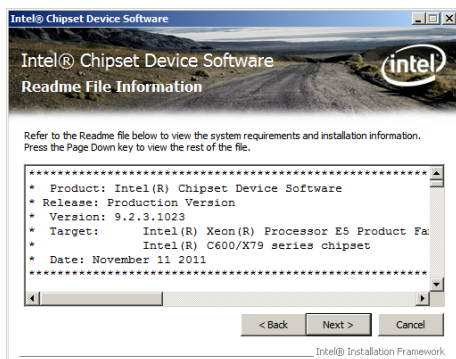 Intel® Chipset Device Software
Intel® Chipset Device Software
intel
Readme File Information
Refer to the Readme file below to view the system requirements and installation information.
Press the Page Down key to view the rest of the file.
************************************************
*  Product: Intel(R) Chipset Device Software
* Release: Production Version
*  Version: 9.2.3.1023
*  Target:     Intel(R) Xeon(R) Processor E5 Product Fa
*              Intel(R) C600/X79 series chipset
*  Date: November 11 2011
************************************************
< Back Next > Cancel
Intel® Installation Framework